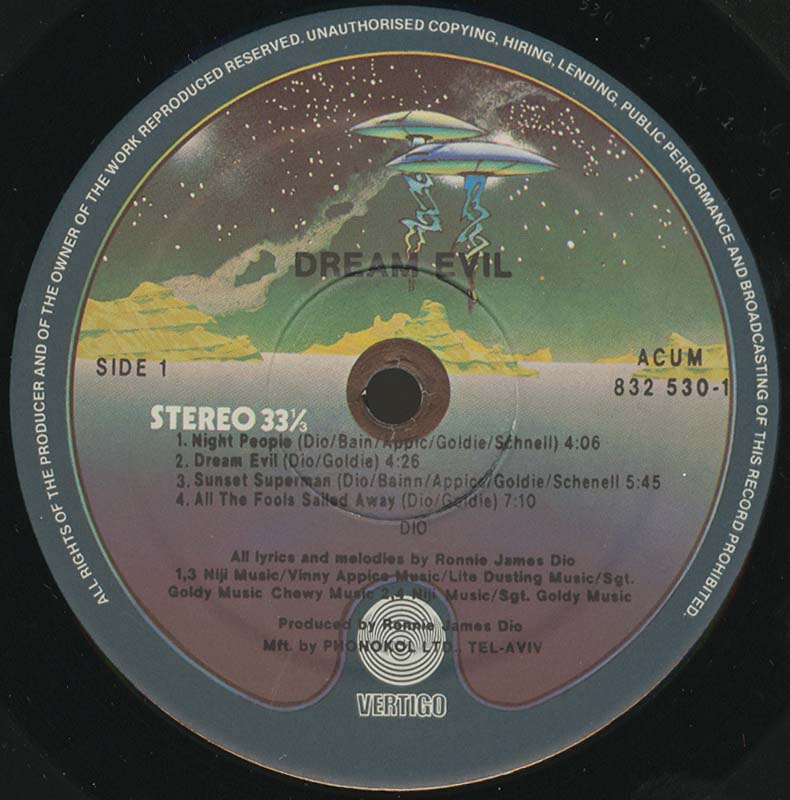 ALL RIGHTS OF THE PRODUCER AND OF THE OWNER OF THE WORK REPRODUCED RESERVED. UNAUTHORISED COPYING, HIRING, LENDING, PUBLIC PERFORMANCE AND BROADCASTING OF THIS RECORD PROHIBITED.
DREAM EVIL
SIDE 1
ACUM
832 530-1
STEREO 33⅓
1. Night People (Dio/Bain/Appic/Goldie/Schnell) 4:06
2. Dream Evil (Dio/Goldie) 4:26
3. Sunset Superman (Dio/Bainn/Appice/Goldie/Schenell 5:45
4. All The Fools Sailed Away (Dio/Goldie) 7:10
DIO
All lyrics and melodies by Ronnie James Dio
1,3 Niji Music/Vinny Appice Music/Lite Dusting Music/Sgt.
Goldy Music Chewy Music 2,4 Niji Music/Sgt. Goldy Music
Produced by Ronnie James Dio
Mft. by PHONOKOL LTD., TEL-AVIV
VERTIGO